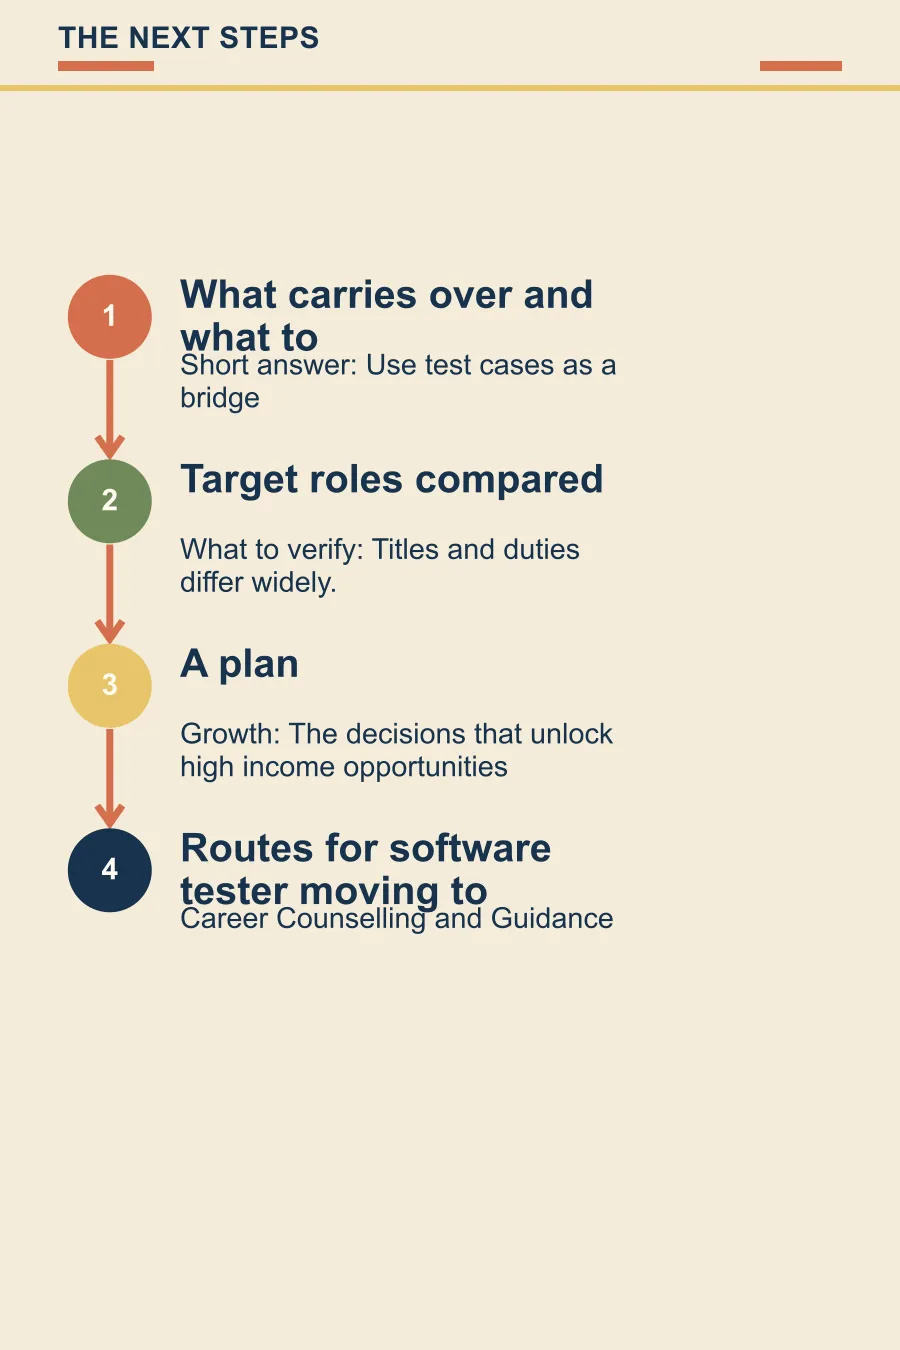 THE NEXT STEPS
1
What carries over and
what to
Short answer: Use test cases as a
bridge
2
Target roles compared
What to verify: Titles and duties
differ widely.
3
A plan
Growth: The decisions that unlock
high income opportunities
4
Routes for software
tester moving to
Career Counselling and Guidance